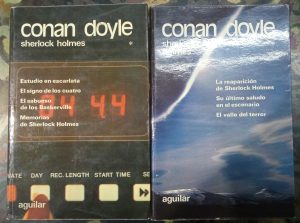 conan doyle
sherlock holmes
*
Estudio en escarlata
El signo de los cuatro
El sabueso
de los Baskerville
Memorias
de Sherlock Holmes
44 44
DAY REC. LENGTH START TIME
aguilar
conan doyle
La reaparición
de Sherlock Holmes
Su último saludo
en el escenario
El valle del terror
aguilar